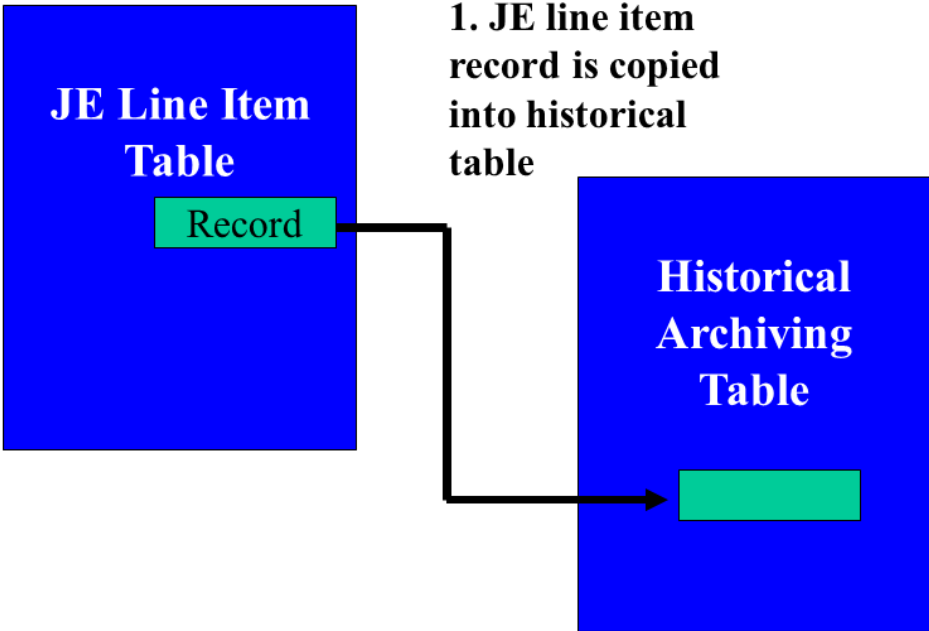 JE Line Item
Table
Record
1. JE line item
record is copied
into historical
table
Historical
Archiving
Table